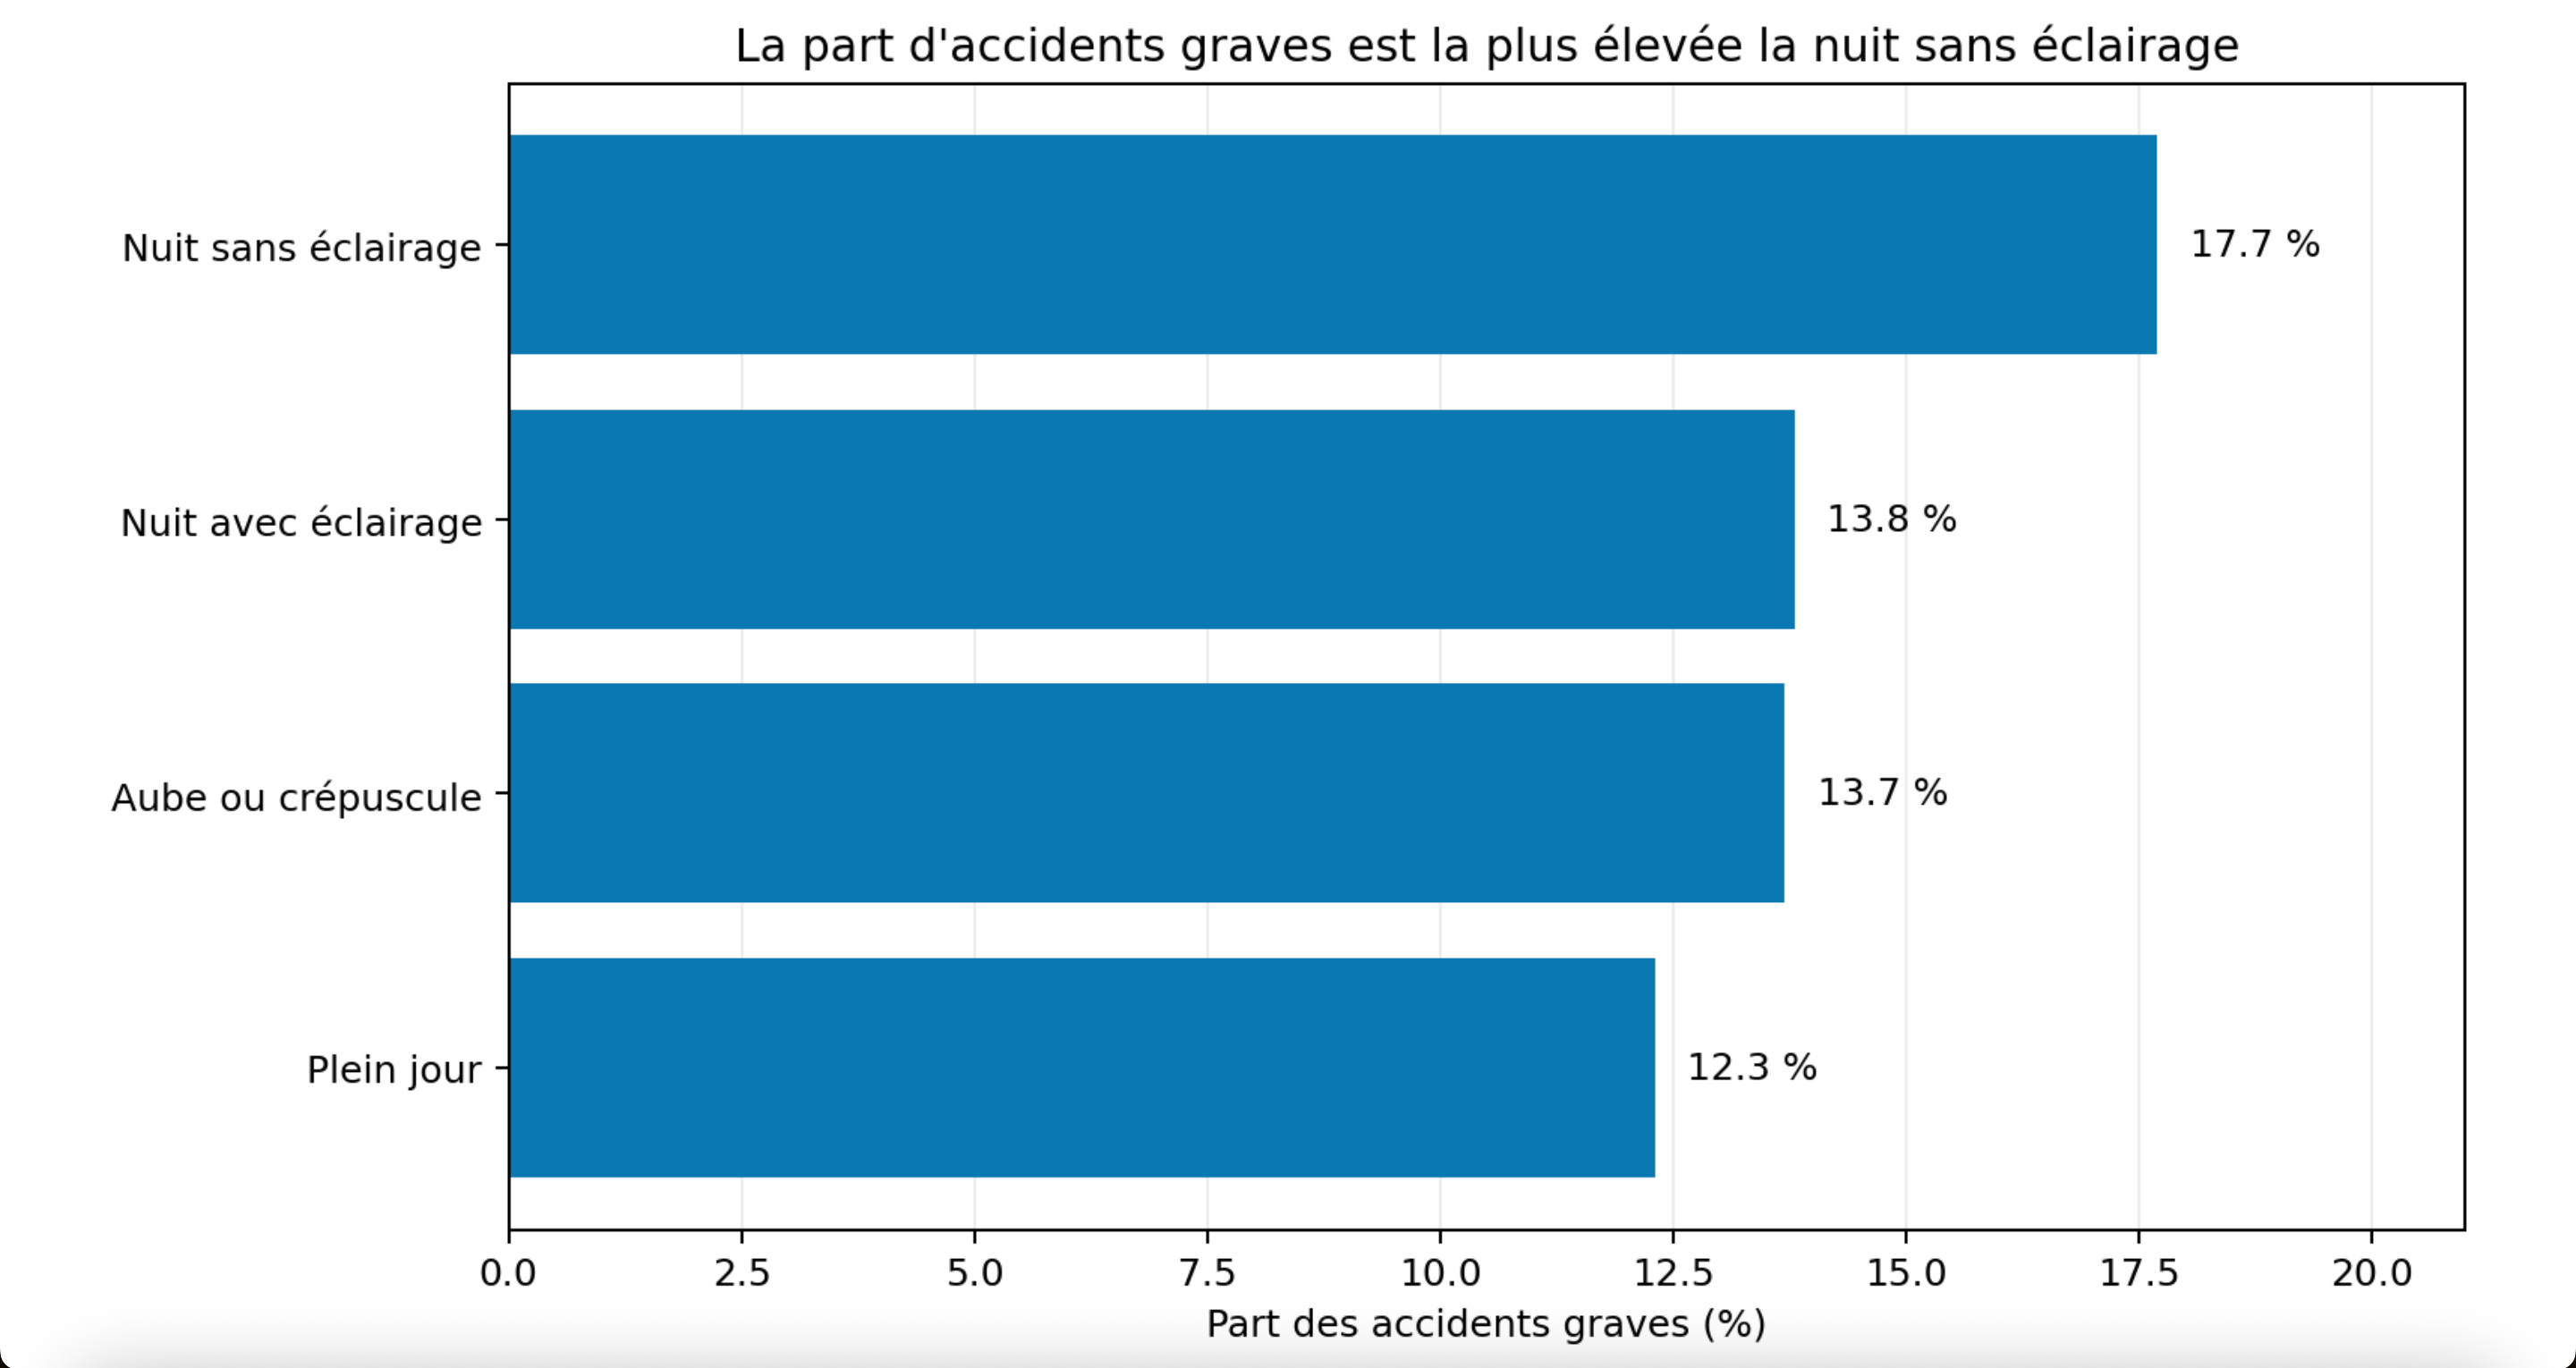 La part d'accidents graves est la plus élevée la nuit sans éclairage
Nuit sans éclairage
17.7 %
Nuit avec éclairage
13.8 %
Aube ou crépuscule
13.7 %
Plein jour
12.3 %
0.0 2.5 5.0 7.5 10.0 12.5 15.0 17.5 20.0
Part des accidents graves (%)